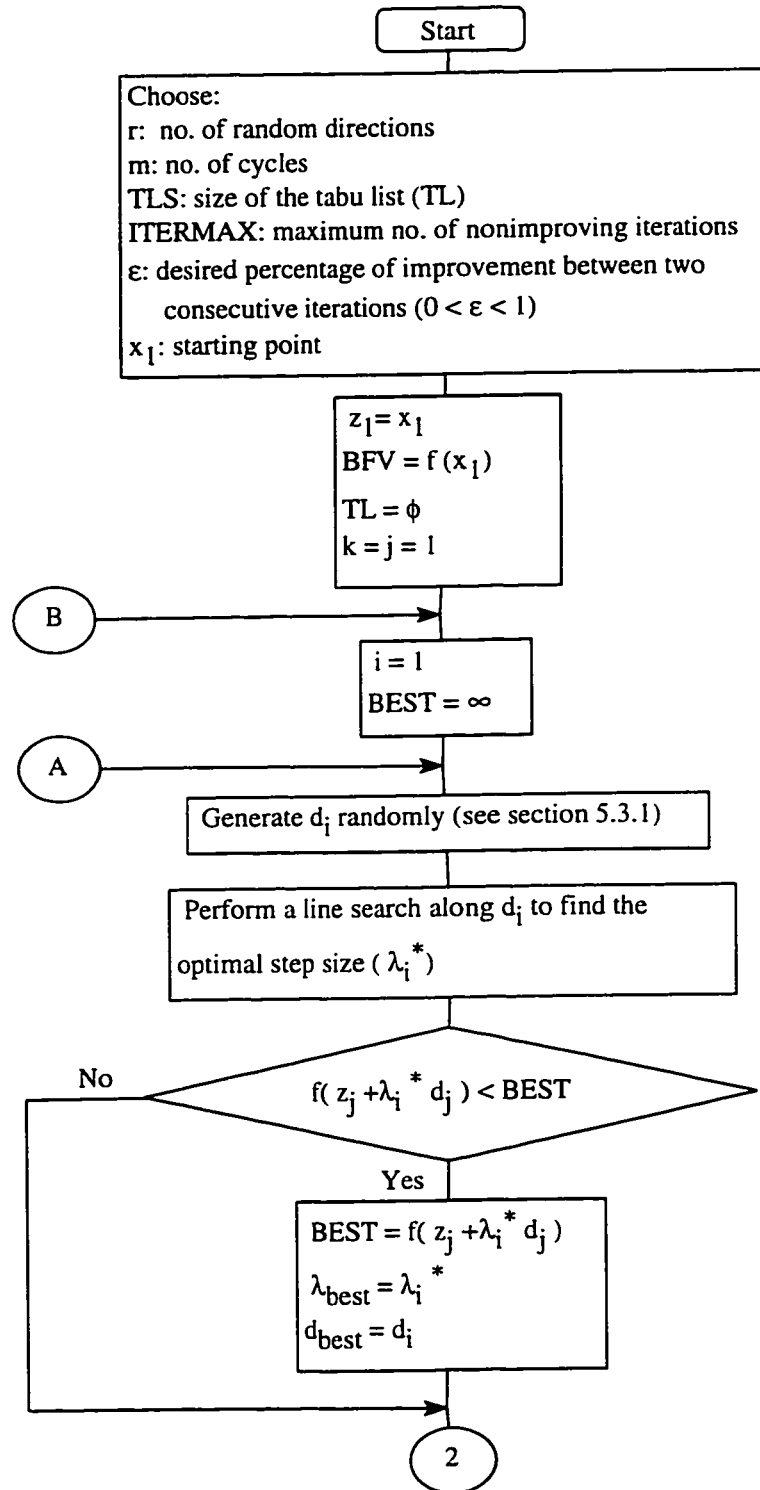 Start
Choose:
r: no. of random directions
m: no. of cycles
TLS: size of the tabu list (TL)
ITERMAX: maximum no. of nonimproving iterations
ε: desired percentage of improvement between two
consecutive iterations (0 < ε < 1)
x₁: starting point
z₁= x₁
BFV = f (x₁)
TL = ϕ
k = j = 1
B
i = 1
BEST = ∞
A
Generate dᵢ randomly (see section 5.3.1)
Perform a line search along dᵢ to find the
optimal step size ( λᵢ* )
No
f( zⱼ +λᵢ* dⱼ ) < BEST
Yes
BEST = f( zⱼ +λᵢ* dⱼ )
λbest = λᵢ*
dbest = dᵢ
2